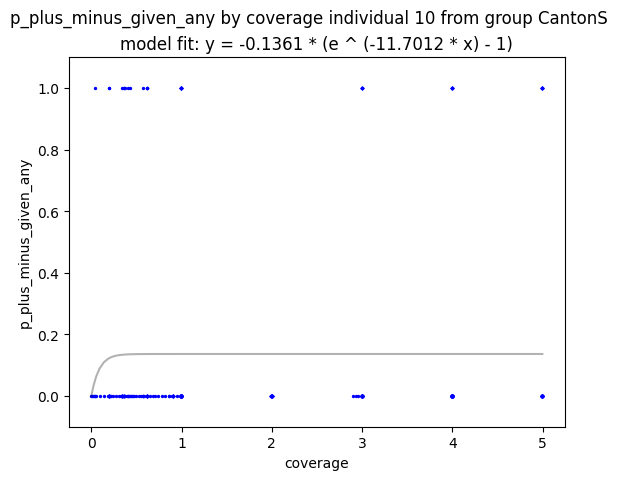 p_plus_minus_given_any by coverage individual 10 from group CantonS
model fit: y = -0.1361 * (e ^ (-11.7012 * x) - 1)
1.0
0.8
0.6
0.4
0.2
0.0
p_plus_minus_given_any
0 1 2 3 4 5
coverage